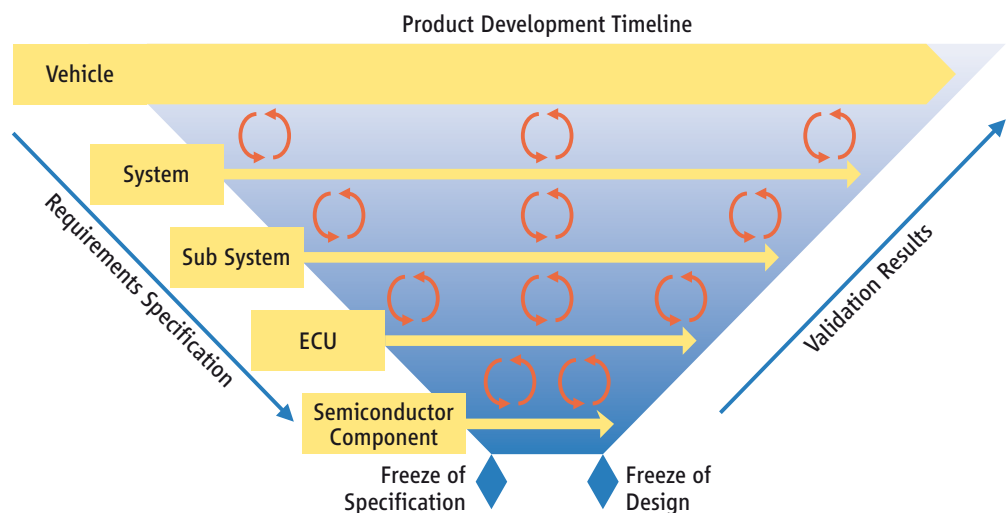 Product Development Timeline
Vehicle
System
Sub System
ECU
Semiconductor
Component
Requirements Specification
Validation Results
Freeze of
Specification
Freeze of
Design